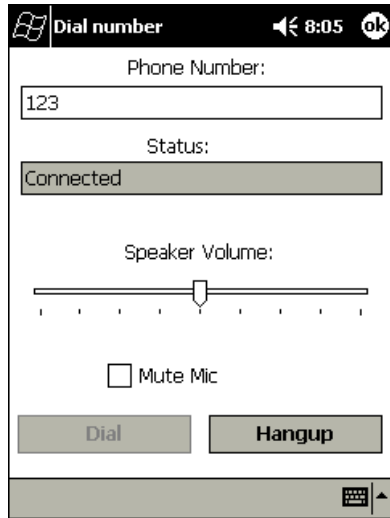 Dial number 8:05 ok
Phone Number:
123
Status:
Connected
Speaker Volume:
Mute Mic
Dial Hangup